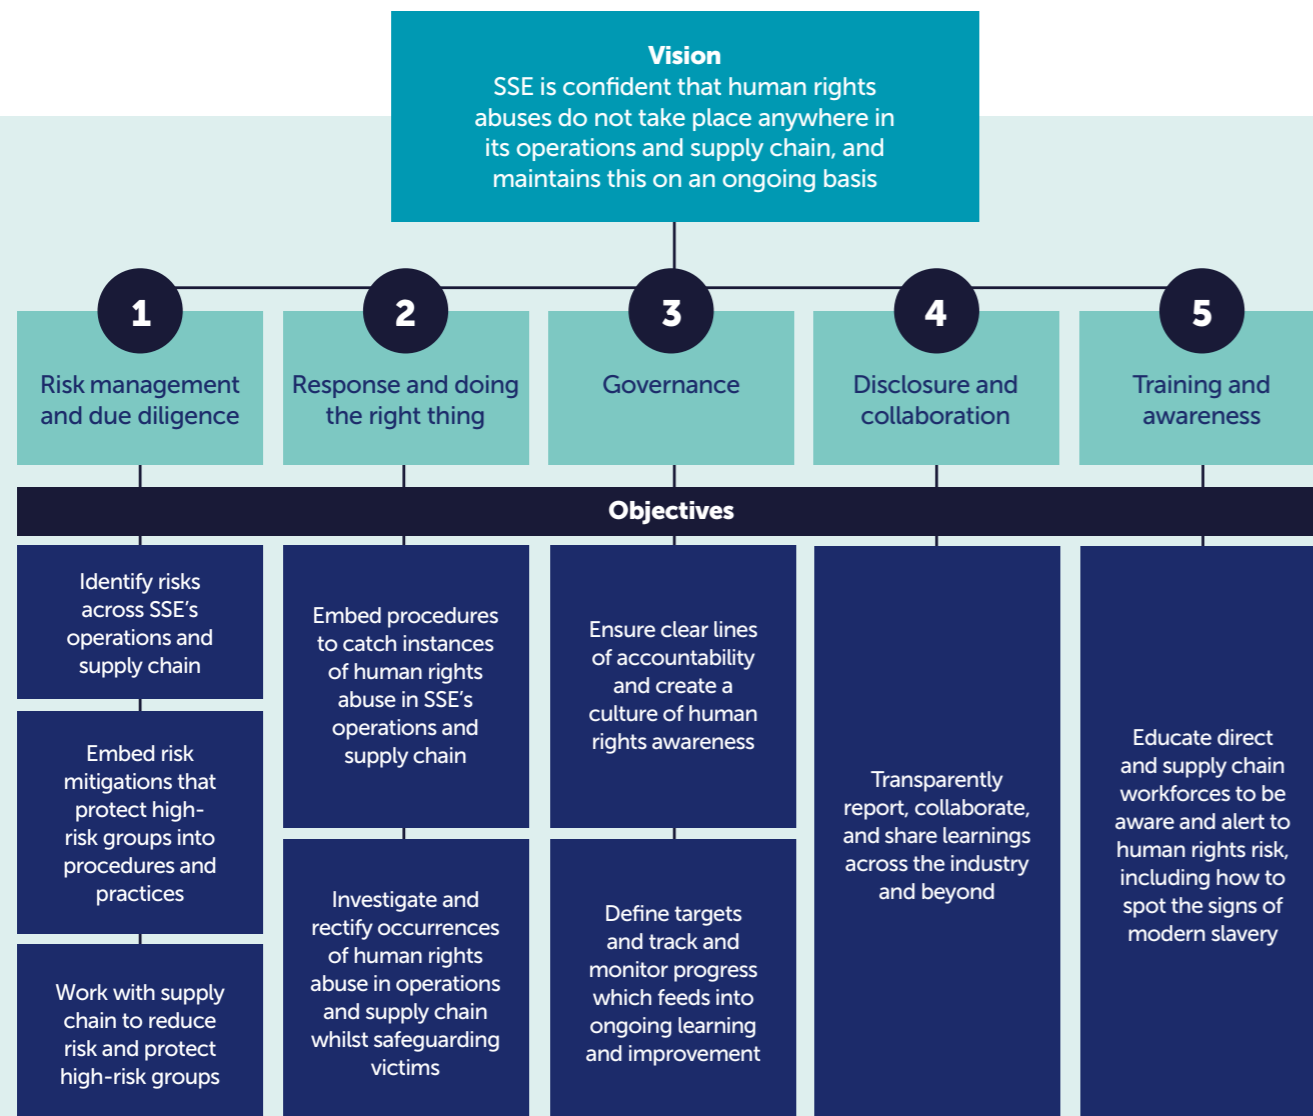 Vision
SSE is confident that human rights
abuses do not take place anywhere in
its operations and supply chain, and
maintains this on an ongoing basis
1
Risk management
and due diligence
2
Response and doing
the right thing
3
Governance
4
Disclosure and
collaboration
5
Training and
awareness
Objectives
Identify risks
across SSE’s
operations and
supply chain
Embed risk
mitigations that
protect high-
risk groups into
procedures and
practices
Work with supply
chain to reduce
risk and protect
high-risk groups
Embed procedures
to catch instances
of human rights
abuse in SSE’s
operations and
supply chain
Investigate and
rectify occurrences
of human rights
abuse in operations
and supply chain
whilst safeguarding
victims
Ensure clear lines
of accountability
and create a
culture of human
rights awareness
Define targets
and track and
monitor progress
which feeds into
ongoing learning
and improvement
Transparently
report, collaborate,
and share learnings
across the industry
and beyond
Educate direct
and supply chain
workforces to be
aware and alert to
human rights risk,
including how to
spot the signs of
modern slavery